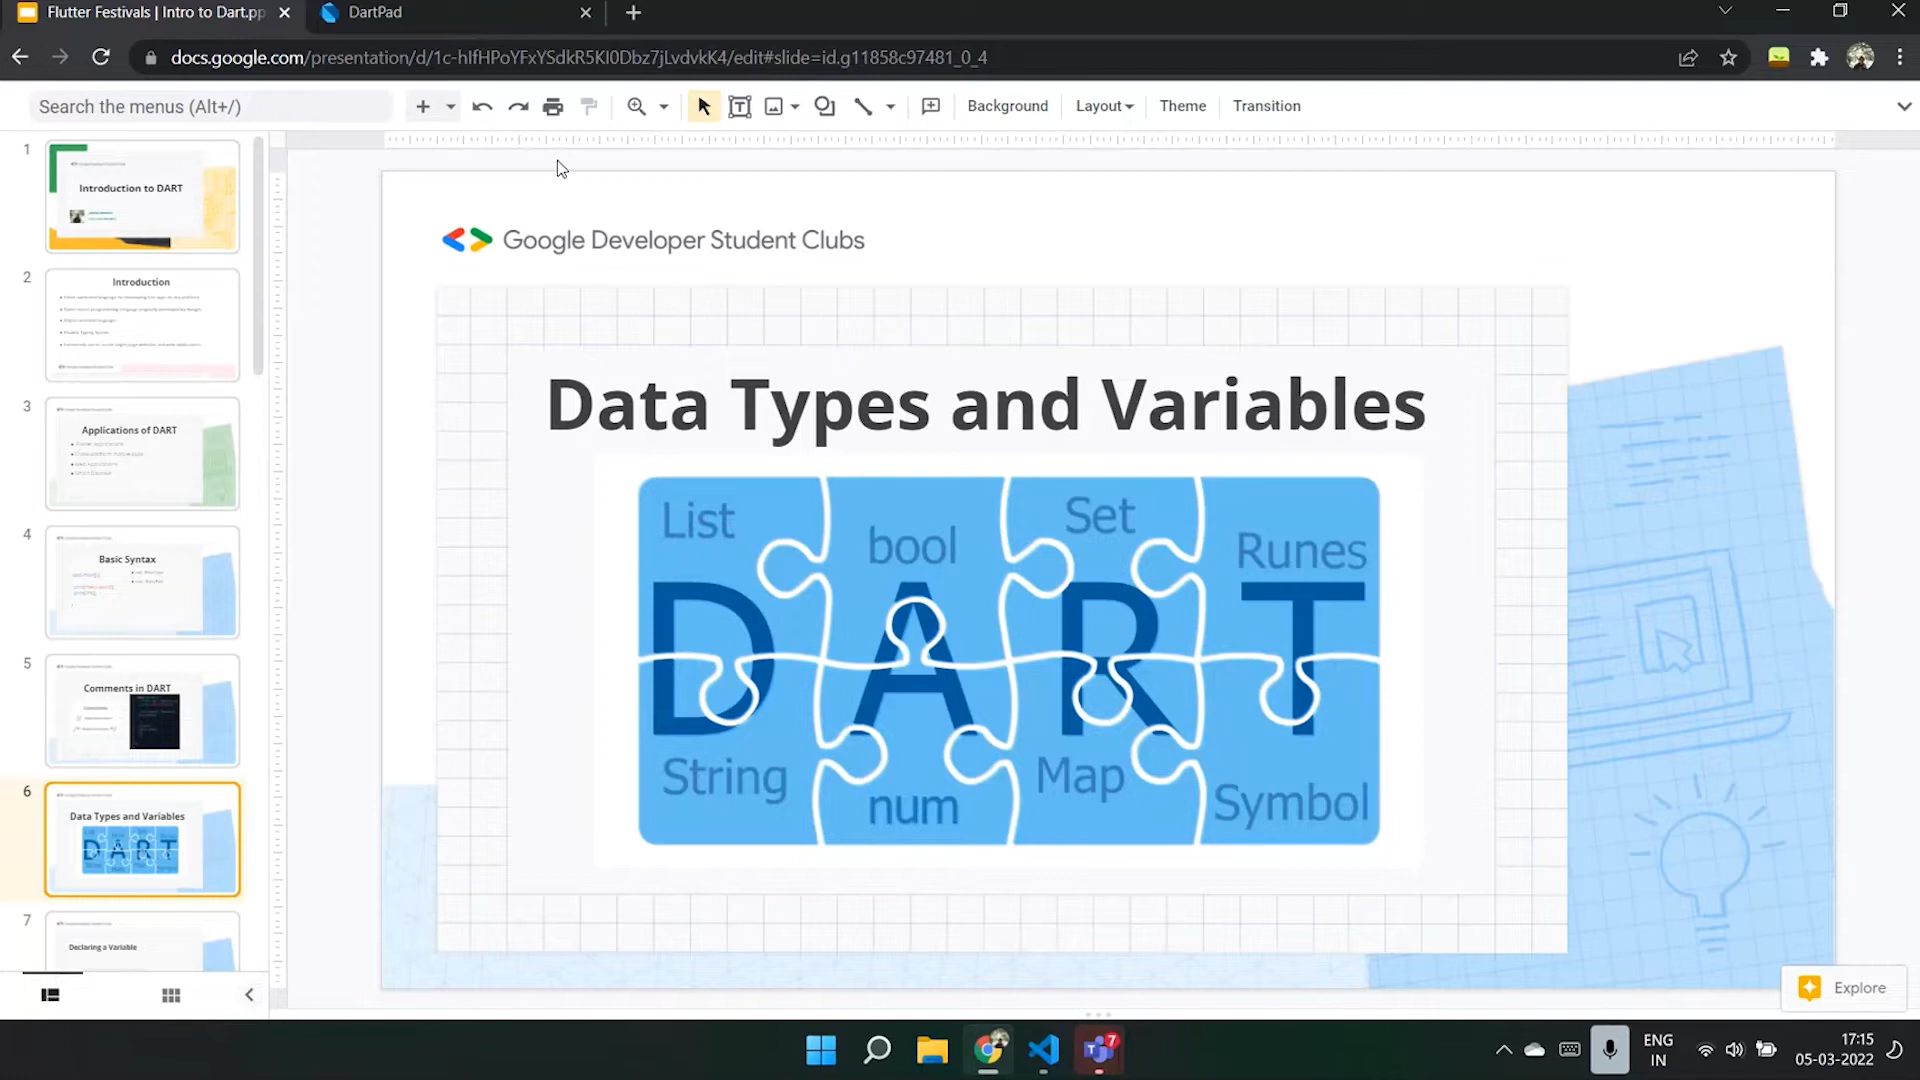 Flutter Festivals | Intro to Dart.pp
DartPad
docs.google.com/presentation/d/1c-hIfHPoYFxYSdkR5Kl0Dbz7jLvdvkK4/edit#slide=id.g11858c97481_0_4
Search the menus (Alt+/)
Background
Layout
Theme
Transition
1
Introduction to DART
2
Introduction
3
Applications of DART
4
Basic Syntax
5
Comments in DART
6
Data Types and Variables
DART
7
Declaring a Variable
Google Developer Student Clubs
Data Types and Variables
List
bool
Set
Runes
DART
String
num
Map
Symbol
Explore
7
ENG
IN
17:15
05-03-2022